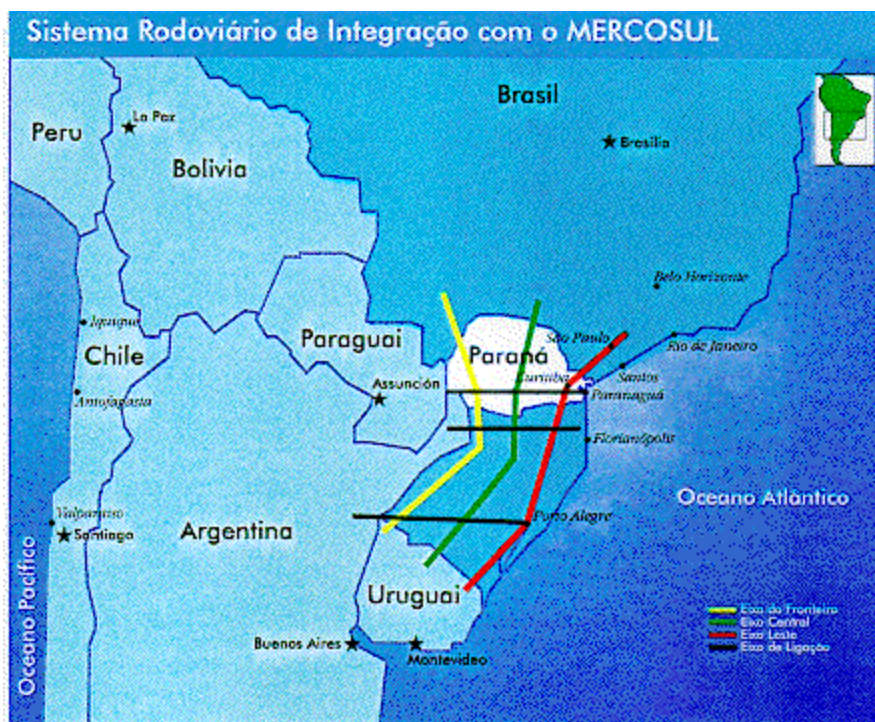 Sistema Rodoviário de Integração com o MERCOSUL
Brasil
Peru
La Paz
Brasília
Bolivia
Belo Horizonte
Iquique
Paraguai
São Paulo
Rio de Janeiro
Chile
Paraná
Santos
Assunción
Curitiba
Antofagasta
Paranaguá
Florianópolis
Oceano Atlântico
Valparaiso
Porto Alegre
Santiago
Argentina
Oceano Pacífico
Uruguai
Eixo da Fronteira
Eixo Central
Eixo Leste
Eixo de Ligação
Buenos Aires
Montevideo